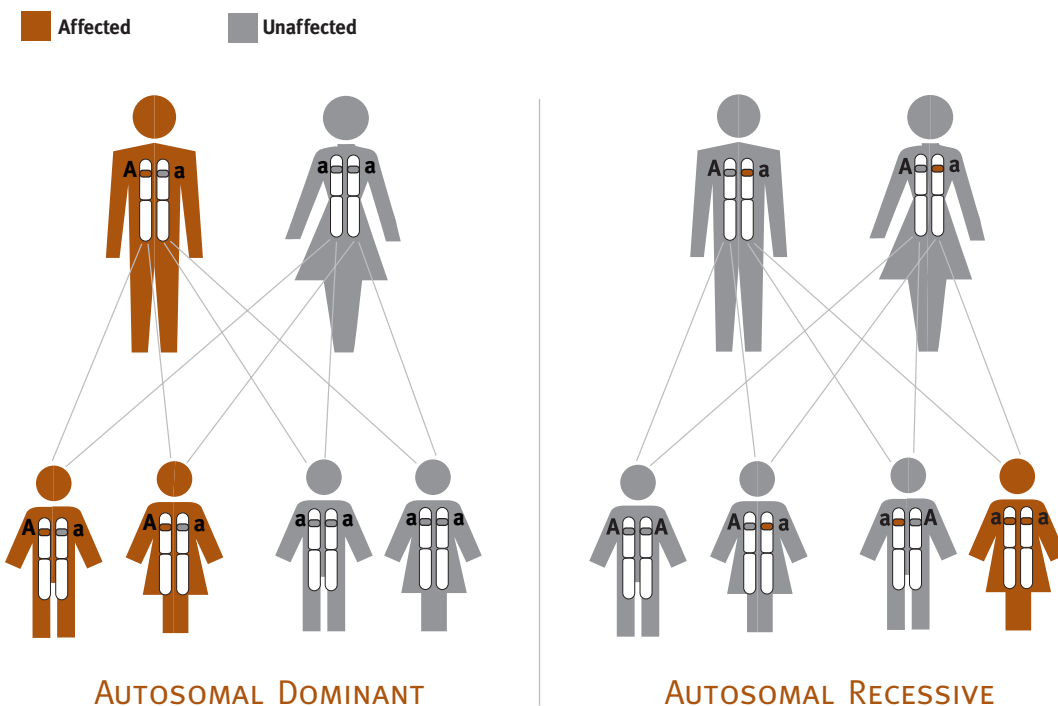 Affected Unaffected
A a a a A a A a
A a A a a a a a A A A a a A a a
AUTOSOMAL DOMINANT AUTOSOMAL RECESSIVE